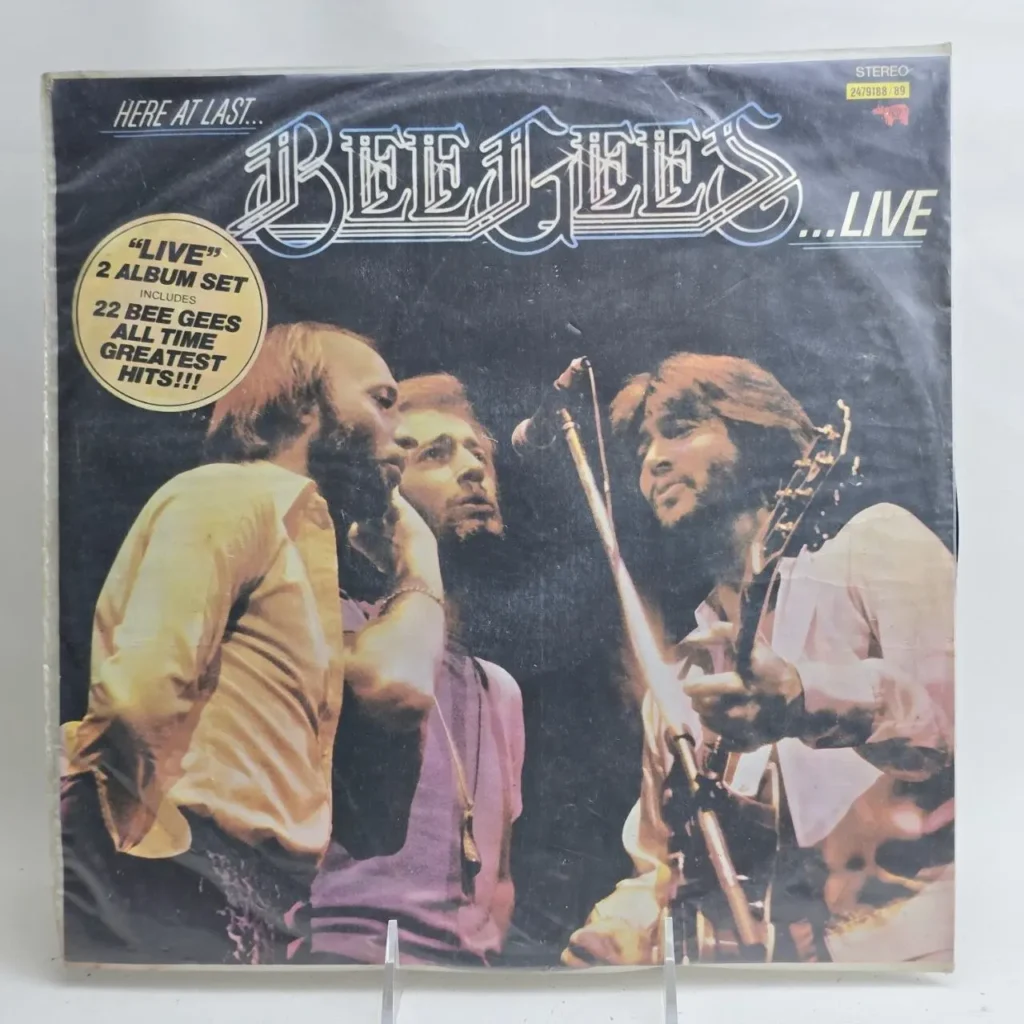 STEREO
2479188/89
HERE AT LAST...
BEE GEES
...LIVE
"LIVE"
2 ALBUM SET
INCLUDES
22 BEE GEES
ALL TIME
GREATEST
HITS!!!